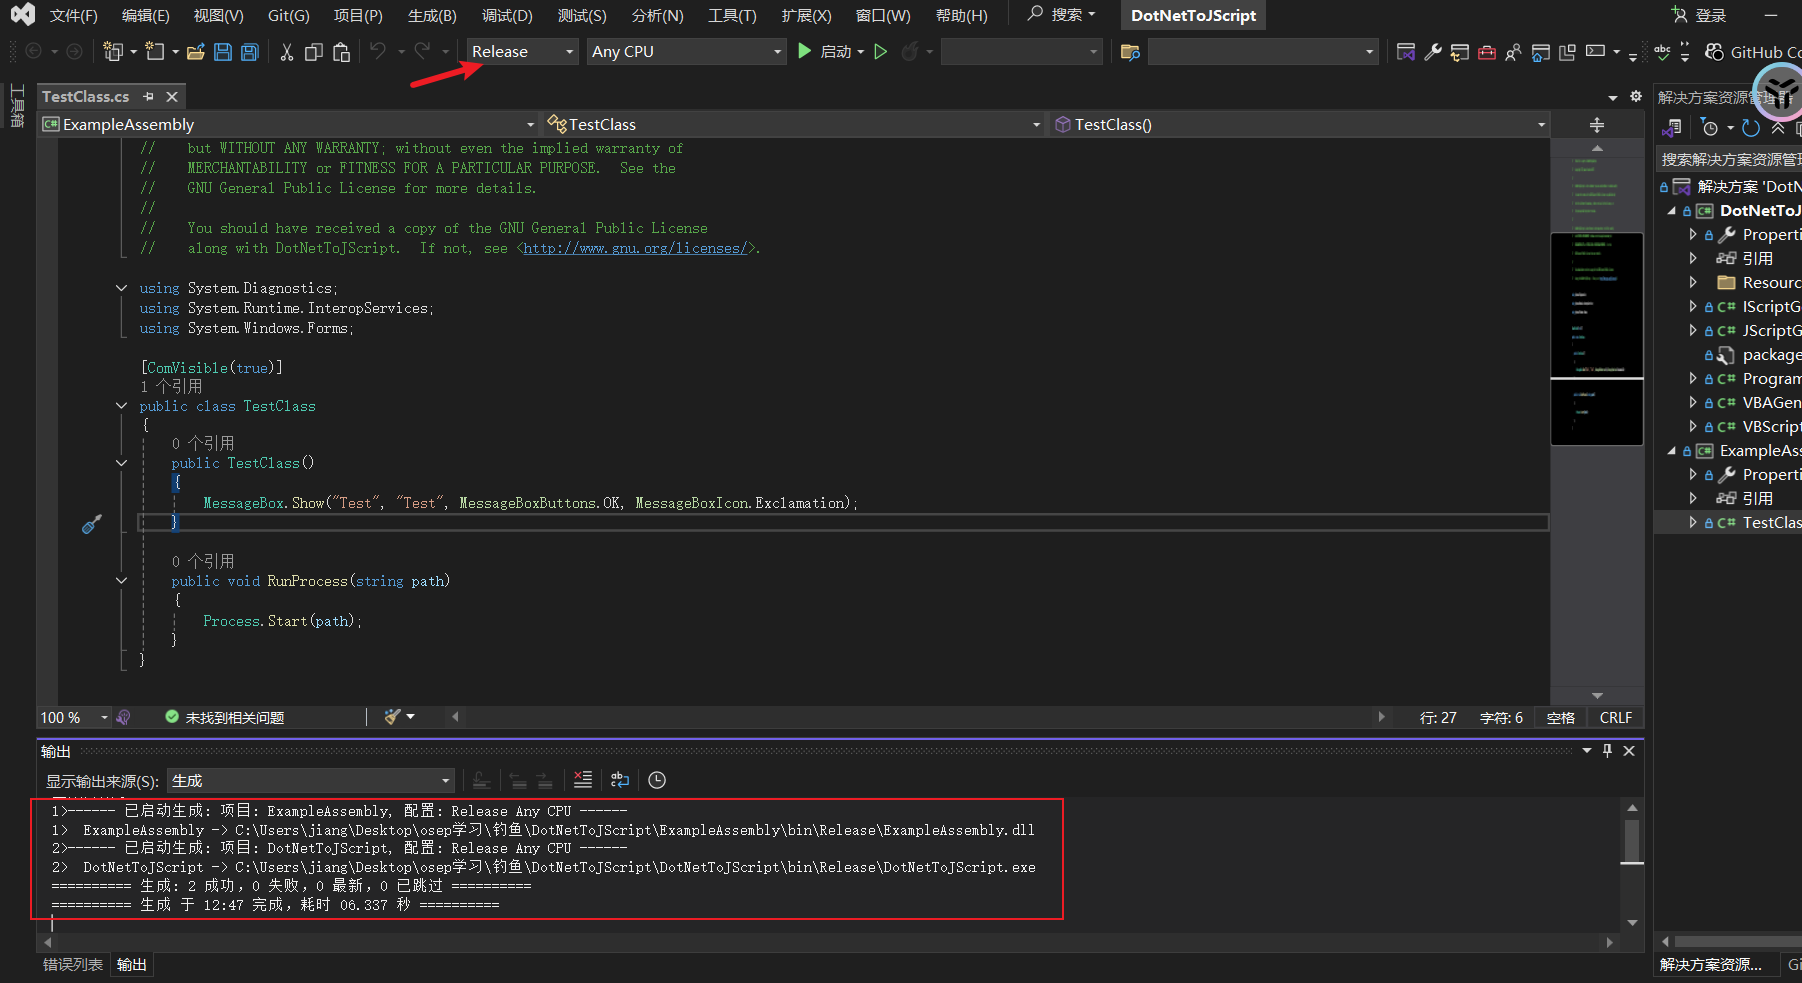 文件(F) 编辑(E) 视图(V) Git(G) 项目(P) 生成(B) 调试(D) 测试(S) 分析(N) 工具(T) 扩展(X) 窗口(W) 帮助(H) 搜索 DotNetToJScript 登录
Release Any CPU 启动 GitHub Co
工具箱
TestClass.cs
解决方案资源管理器
ExampleAssembly TestClass TestClass()
搜索解决方案资源管理
// but WITHOUT ANY WARRANTY; without even the implied warranty of
// MERCHANTABILITY or FITNESS FOR A PARTICULAR PURPOSE. See the
// GNU General Public License for more details.
//
// You should have received a copy of the GNU General Public License
// along with DotNetToJScript. If not, see <http://www.gnu.org/licenses/>.
using System.Diagnostics;
using System.Runtime.InteropServices;
using System.Windows.Forms;
[ComVisible(true)]
1 个引用
public class TestClass
{
0 个引用
public TestClass()
{
MessageBox.Show("Test", "Test", MessageBoxButtons.OK, MessageBoxIcon.Exclamation);
}
0 个引用
public void RunProcess(string path)
{
Process.Start(path);
}
}
解决方案 'DotN
DotNetToJ
Properti
引用
Resourc
IScriptG
JScriptG
package
Program
VBAGen
VBScript
ExampleAss
Properti
引用
TestClas
100 % 未找到相关问题 行: 27 字符: 6 空格 CRLF
输出
显示输出来源(S): 生成
1>------ 已启动生成: 项目: ExampleAssembly, 配置: Release Any CPU ------
1> ExampleAssembly -> C:\Users\jiang\Desktop\osep学习\钓鱼\DotNetToJScript\ExampleAssembly\bin\Release\ExampleAssembly.dll
2>------ 已启动生成: 项目: DotNetToJScript, 配置: Release Any CPU ------
2> DotNetToJScript -> C:\Users\jiang\Desktop\osep学习\钓鱼\DotNetToJScript\DotNetToJScript\bin\Release\DotNetToJScript.exe
========== 生成: 2 成功，0 失败，0 最新，0 已跳过 ==========
========== 生成 于 12:47 完成，耗时 06.337 秒 ==========
错误列表 输出
解决方案资源... Gi